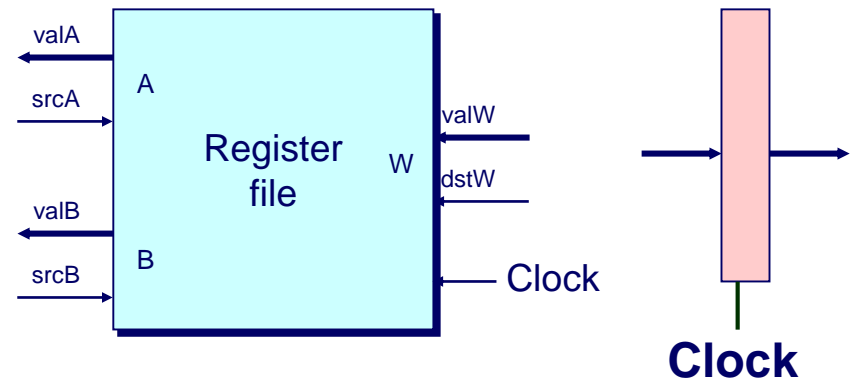 valA
A
srcA
Register
file
valW
W
dstW
valB
B
srcB
Clock
Clock